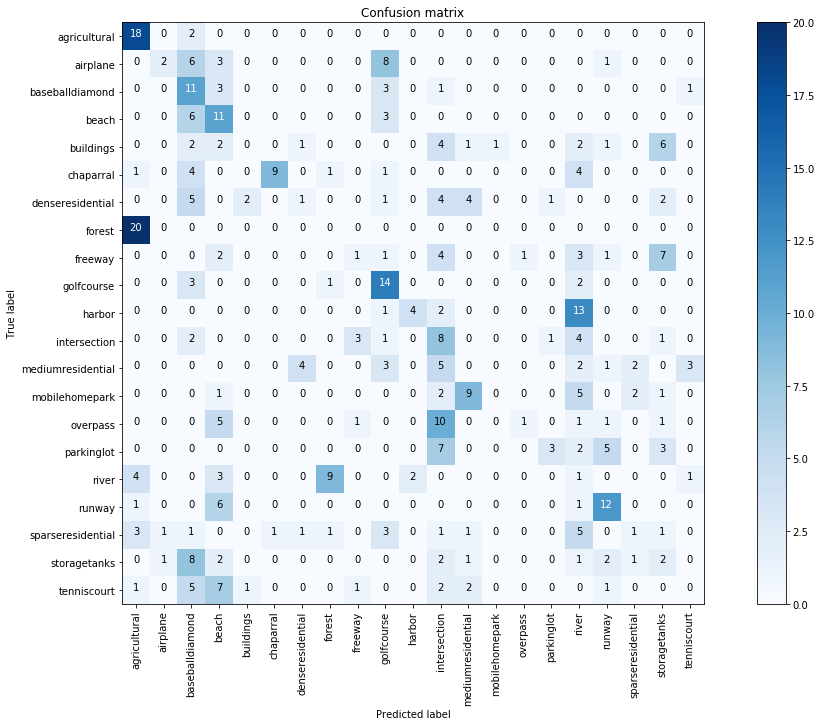 Confusion matrix
True label
agricultural 18 0 2 0 0 0 0 0 0 0 0 0 0 0 0 0 0 0 0 0 0
airplane 0 2 6 3 0 0 0 0 0 8 0 0 0 0 0 0 0 1 0 0 0
baseballdiamond 0 0 11 3 0 0 0 0 0 3 0 1 0 0 0 0 0 0 0 0 1
beach 0 0 6 11 0 0 0 0 0 3 0 0 0 0 0 0 0 0 0 0 0
buildings 0 0 2 2 0 0 1 0 0 0 0 4 1 1 0 0 2 1 0 6 0
chaparral 1 0 4 0 0 9 0 1 0 1 0 0 0 0 0 0 4 0 0 0 0
denseresidential 0 0 5 0 2 0 1 0 0 1 0 4 4 0 0 1 0 0 0 2 0
forest 20 0 0 0 0 0 0 0 0 0 0 0 0 0 0 0 0 0 0 0 0
freeway 0 0 0 2 0 0 0 0 1 1 0 4 0 0 1 0 3 1 0 7 0
golfcourse 0 0 3 0 0 0 0 1 0 14 0 0 0 0 0 0 2 0 0 0 0
harbor 0 0 0 0 0 0 0 0 0 1 4 2 0 0 0 0 13 0 0 0 0
intersection 0 0 2 0 0 0 0 0 3 1 0 8 0 0 0 1 4 0 0 1 0
mediumresidential 0 0 0 0 0 0 4 0 0 3 0 5 0 0 0 0 2 1 2 0 3
mobilehomepark 0 0 0 1 0 0 0 0 0 0 0 2 9 0 0 0 5 0 2 1 0
overpass 0 0 0 5 0 0 0 0 1 0 0 10 0 0 1 0 1 1 0 1 0
parkinglot 0 0 0 0 0 0 0 0 0 0 0 7 0 0 0 3 2 5 0 3 0
river 4 0 0 3 0 0 0 9 0 0 2 0 0 0 0 0 1 0 0 0 1
runway 1 0 0 6 0 0 0 0 0 0 0 0 0 0 0 0 1 12 0 0 0
sparseresidential 3 1 1 0 0 1 1 1 0 3 0 1 1 0 0 0 5 0 1 1 0
storagetanks 0 1 8 2 0 0 0 0 0 0 0 2 1 0 0 0 1 2 1 2 0
tenniscourt 1 0 5 7 1 0 0 0 1 0 0 2 2 0 0 0 0 1 0 0 0
agricultural
airplane
baseballdiamond
beach
buildings
chaparral
denseresidential
forest
freeway
golfcourse
harbor
intersection
mediumresidential
mobilehomepark
overpass
parkinglot
river
runway
sparseresidential
storagetanks
tenniscourt
Predicted label
20.0
17.5
15.0
12.5
10.0
7.5
5.0
2.5
0.0